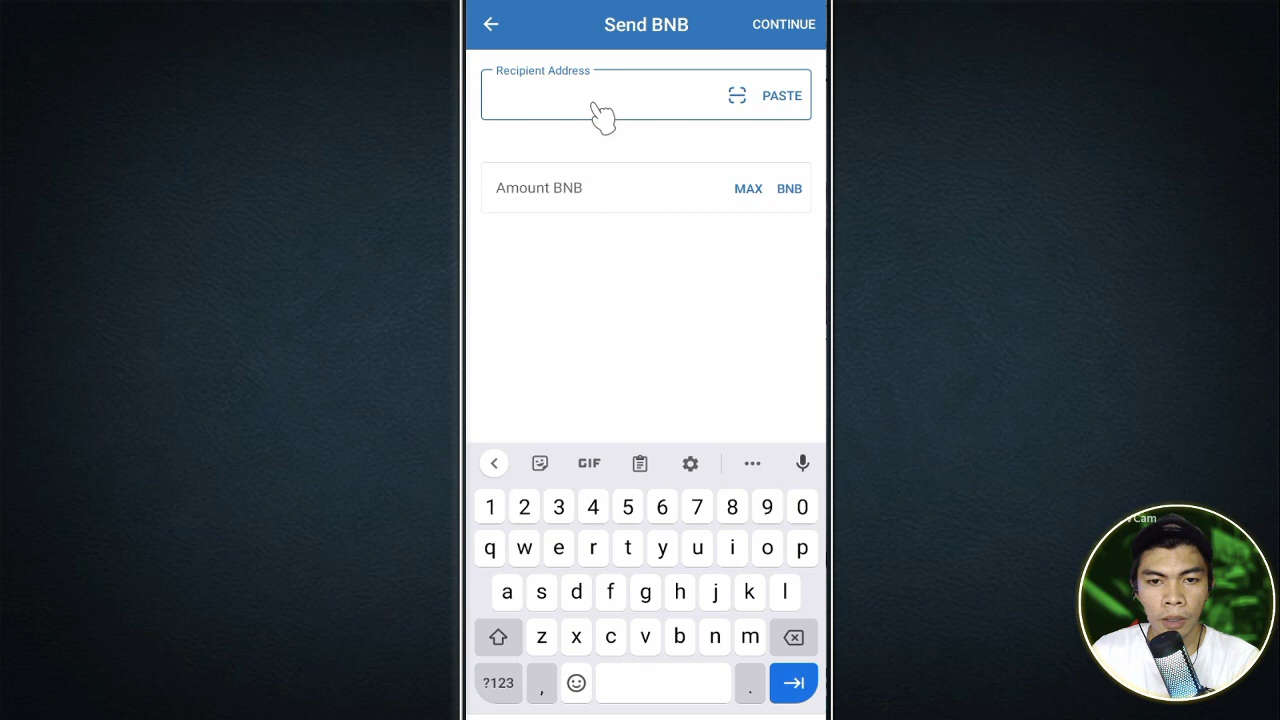 Send BNB
CONTINUE
Recipient Address
PASTE
Amount BNB
MAX
BNB
GIF
1 2 3 4 5 6 7 8 9 0
q w e r t y u i o p
a s d f g h j k l
z x c v b n m
?123 , .
Cam